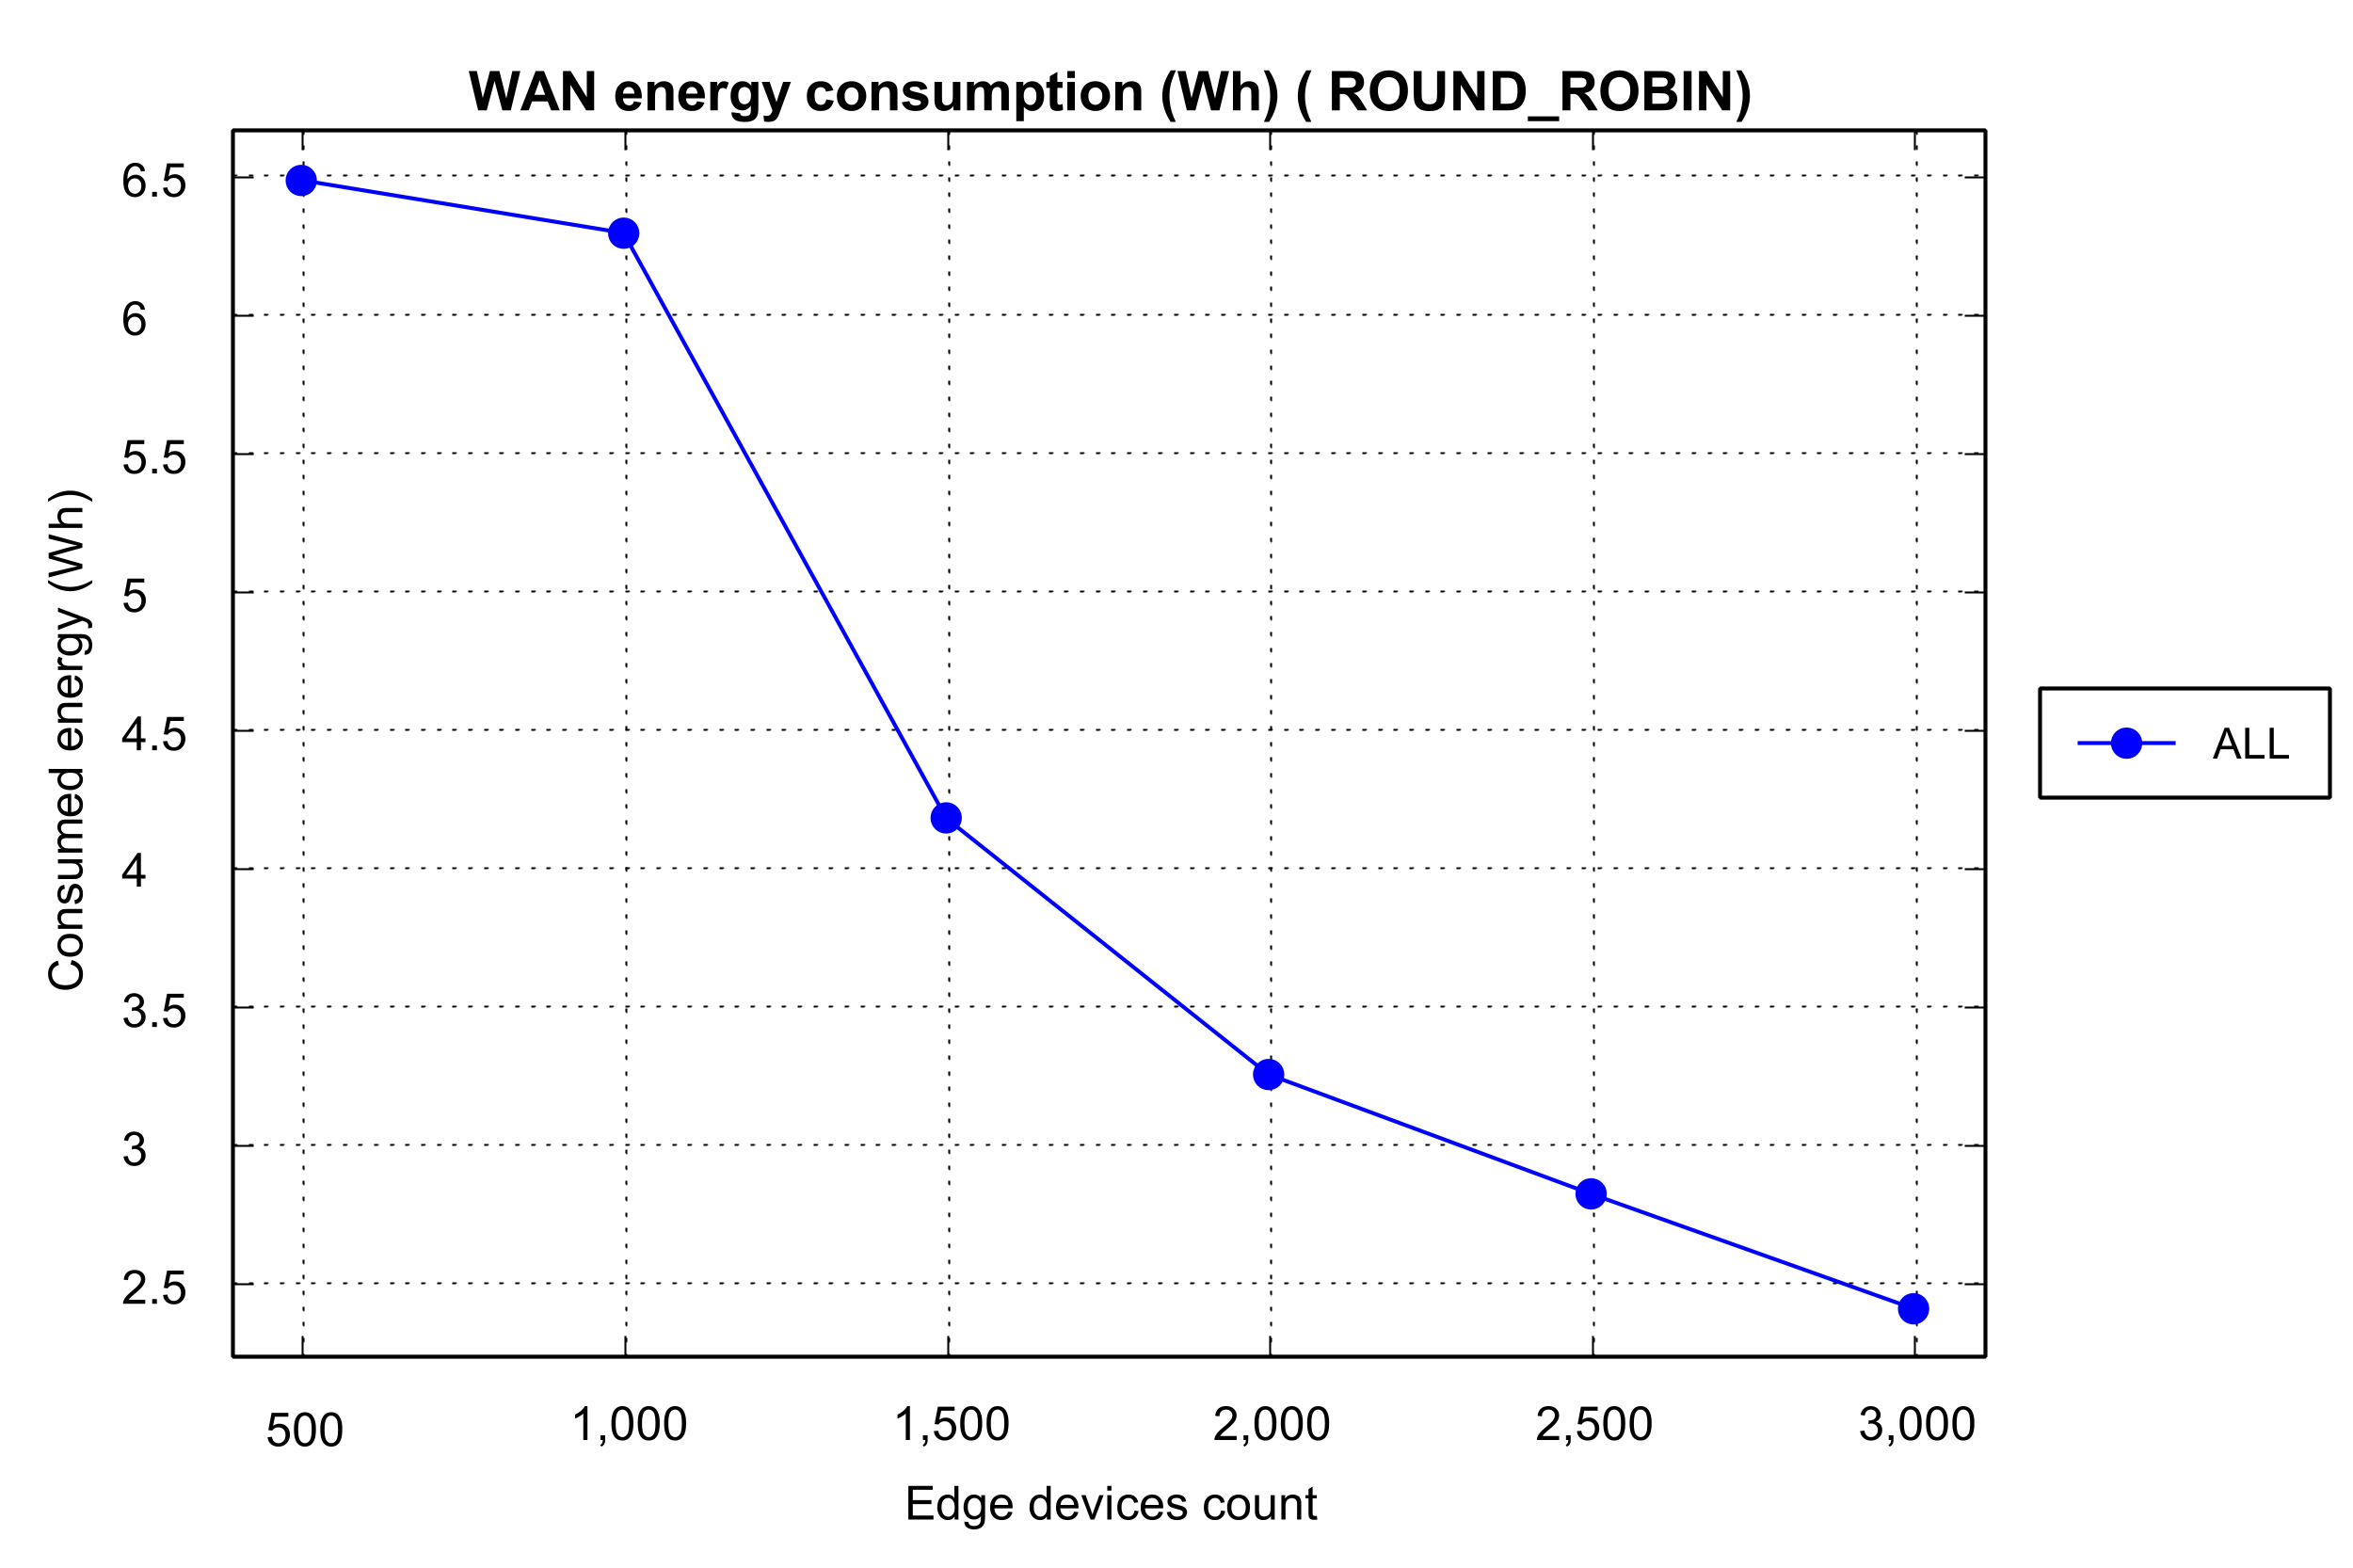 WAN energy consumption (Wh) ( ROUND_ROBIN)
6.5
6
5.5
5
4.5
4
3.5
3
2.5
Consumed energy (Wh)
500 1,000 1,500 2,000 2,500 3,000
Edge devices count
ALL